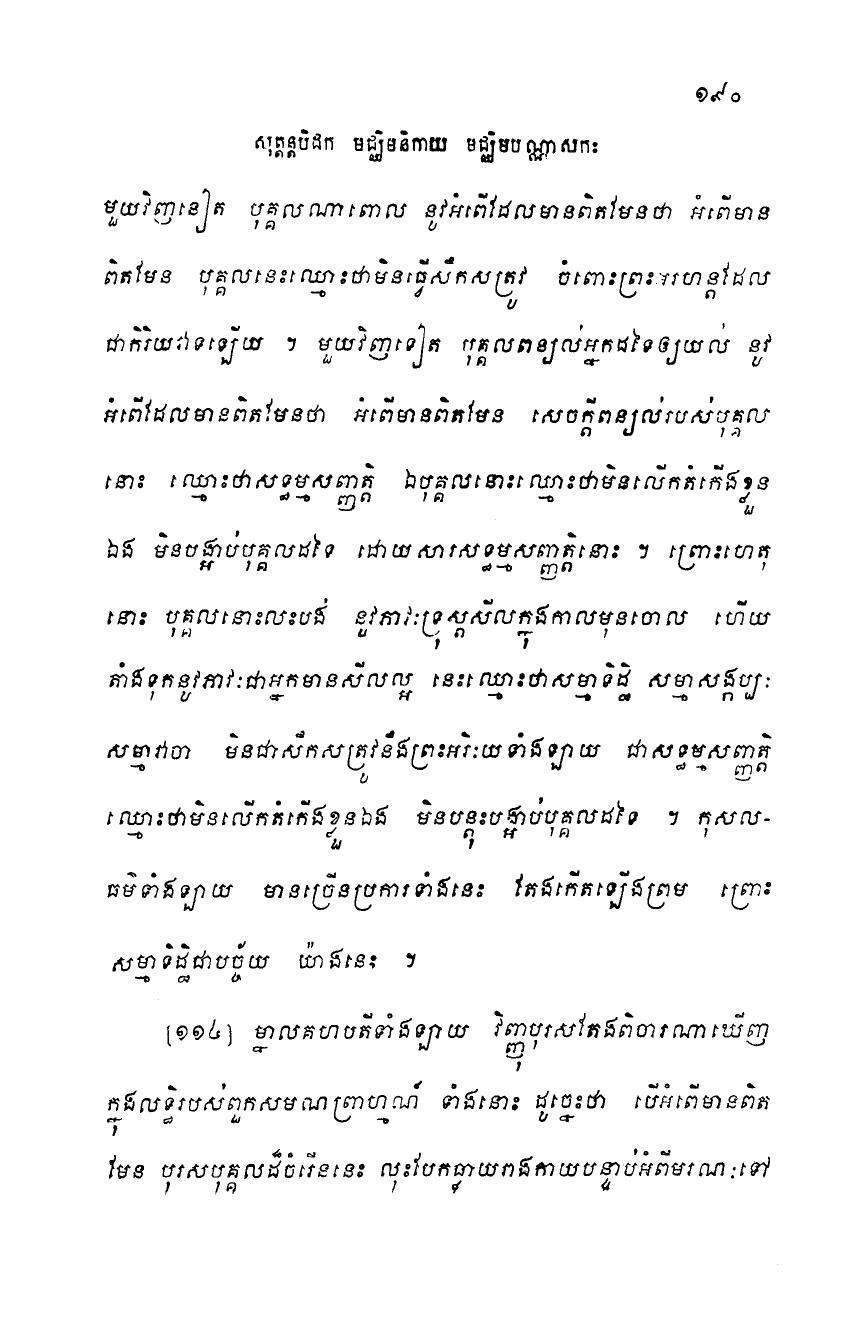 ១៩០
សុត្តន្តបិដក មជ្ឈិមនិកាយ មជ្ឈិមបណ្ណាសកៈ
មួយវិញទៀត បុគ្គលណាពោល នូវអំពើដែលមានពិតមែនថា អំពើមាន
ពិតមែន បុគ្គលនេះឈ្មោះថាមិនធ្វើសឹកសត្រូវ ចំពោះព្រះអរហន្តដែល
ជាកិរិយវាទឡើយ ។ មួយវិញទៀត បុគ្គលពន្យល់អ្នកដទៃឲ្យយល់ នូវ
អំពើដែលមានពិតមែនថា អំពើមានពិតមែន សេចក្តីពន្យល់របស់បុគ្គល
នោះ ឈ្មោះថាសទ្ធម្មសញ្ញត្តិ ឯបុគ្គលនោះឈ្មោះថាមិនលើកតំកើងខ្លួន
ឯង មិនបង្អាប់បុគ្គលដទៃ ដោយសារសទ្ធម្មសញ្ញត្តិនោះ ។ ព្រោះហេតុ
នោះ បុគ្គលនោះលះបង់ នូវភាវៈទ្រុស្តសីលក្នុងកាលមុនចោល ហើយ
តាំងទុកនូវភាវៈជាអ្នកមានសីលល្អ នេះឈ្មោះថាសម្មាទិដ្ឋិ សម្មាសង្កប្បៈ
សម្មាវាចា មិនជាសឹកសត្រូវនឹងព្រះអរិៈយទាំងឡាយ ជាសទ្ធម្មសញ្ញត្តិ
ឈ្មោះថាមិនលើកតំកើងខ្លួនឯង មិនបន្តុះបង្អាប់បុគ្គលដទៃ ។ កុសល-
ធម៌ទាំងឡាយ មានច្រើនប្រការទាំងនេះ តែងកើតឡើងព្រម ព្រោះ
សម្មាទិដ្ឋិជាបច្ច័យ យ៉ាងនេះ ។
[១១៤] ម្នាលគហបតីទាំងឡាយ វិញ្ញុបុរសតែងពិចារណាឃើញ
ក្នុងលទ្ធិរបស់ពួកសមណព្រាហ្មណ៍ ទាំងនោះ ដូច្នេះថា បើអំពើមានពិត
មែន បុរសបុគ្គលដ៏ចំរើននេះ លុះបែកធ្លាយរាងកាយបន្ទាប់អំពីមរណៈទៅ